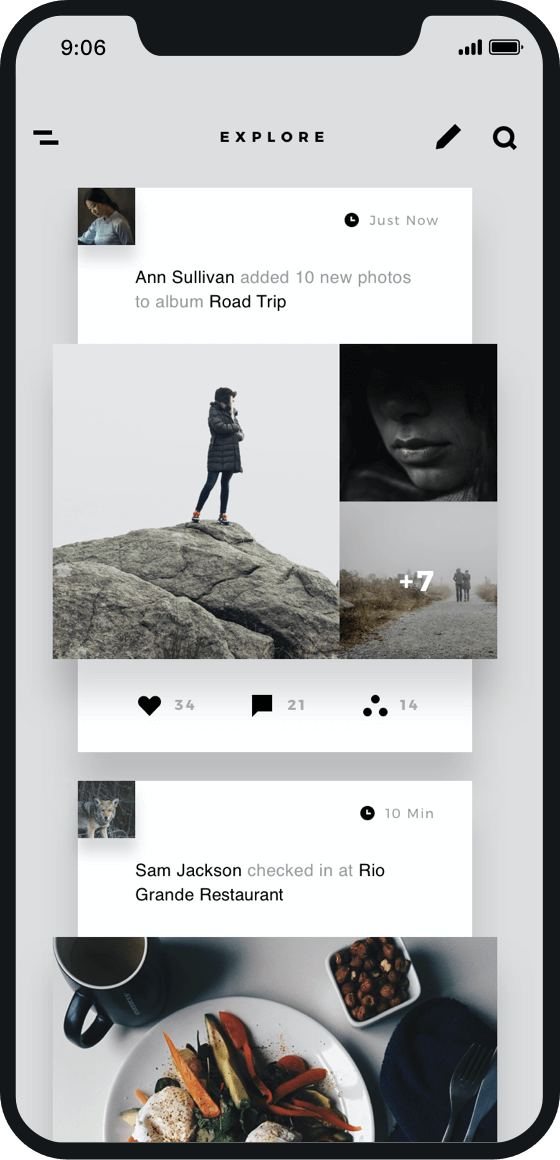 9:06
EXPLORE
Just Now
Ann Sullivan added 10 new photos
to album Road Trip
+7
34 21 14
10 Min
Sam Jackson checked in at Rio
Grande Restaurant